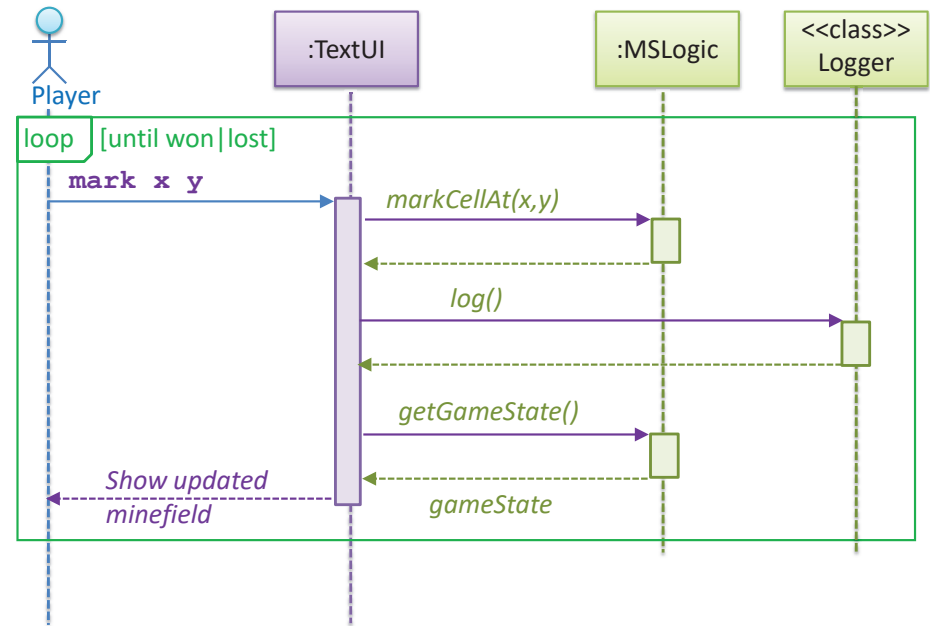 :TextUI
:MSLogic
<<class>>
Logger
Player
loop
[until won|lost]
mark x y
markCellAt(x,y)
log()
getGameState()
Show updated
minefield
gameState